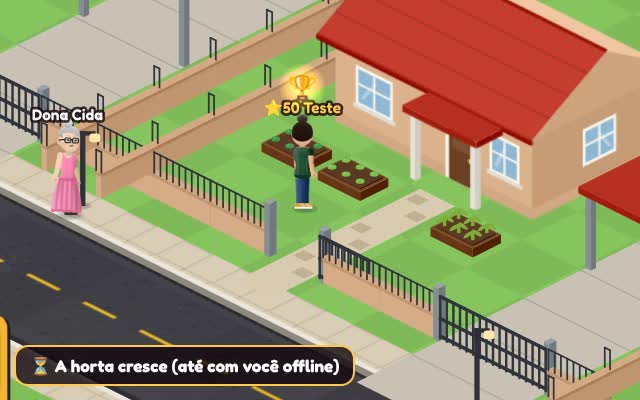 Dona Cida
⭐50 Teste
⏳ A horta cresce (até com você offline)